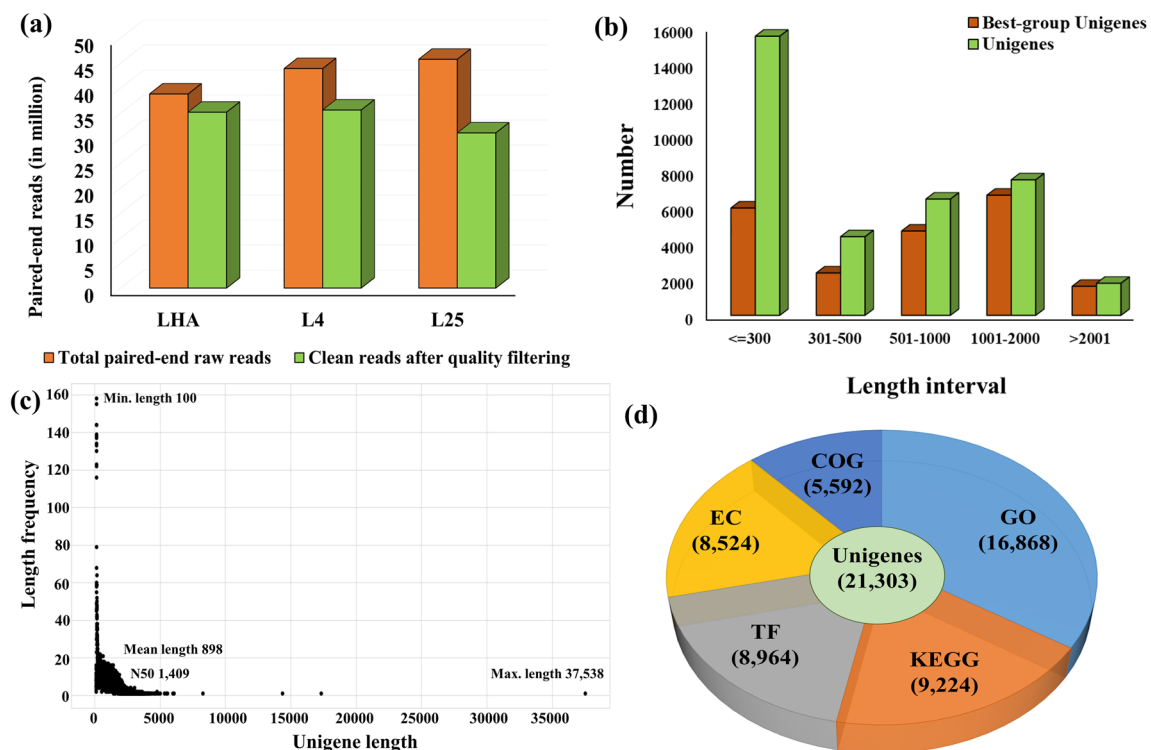 (a)
Paired-end reads (in million)
50
45
40
35
30
25
20
15
10
5
0
LHA L4 L25
Total paired-end raw reads Clean reads after quality filtering
(b)
Best-group Unigenes
Unigenes
Number
16000
14000
12000
10000
8000
6000
4000
2000
0
<=300 301-500 501-1000 1001-2000 >2001
Length interval
(c)
Length frequency
160
140
120
100
80
60
40
20
0
Min. length 100
Mean length 898
N50 1,409
Max. length 37,538
0 5000 10000 15000 20000 25000 30000 35000
Unigene length
(d)
COG
(5,592)
GO
(16,868)
EC
(8,524)
Unigenes
(21,303)
TF
(8,964)
KEGG
(9,224)